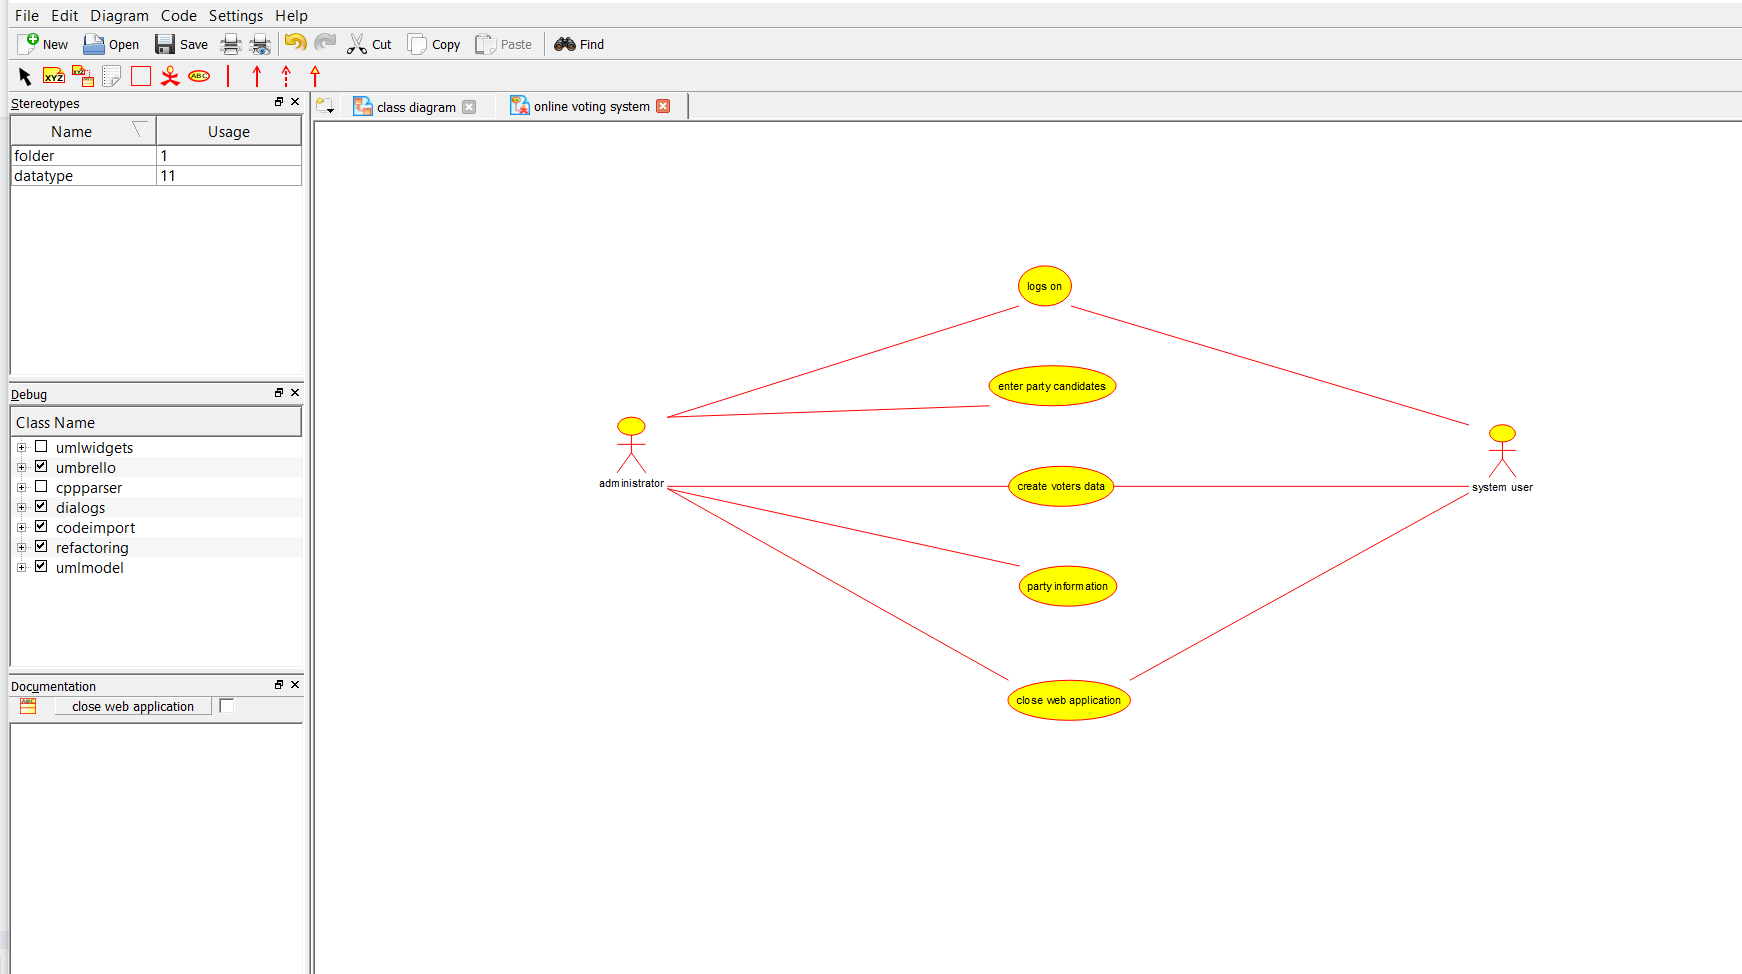 File Edit Diagram Code Settings Help
New Open Save Cut Copy Paste Find
XYZ XYZ ABC
Stereotypes
class diagram online voting system
Name Usage
folder 1
datatype 11
logs on
enter party candidates
Debug
Class Name
umlwidgets
umbrello
cppparser
dialogs
codeimport
refactoring
umlmodel
administrator
create voters data
system user
party information
Documentation
ABC close web application
close web application